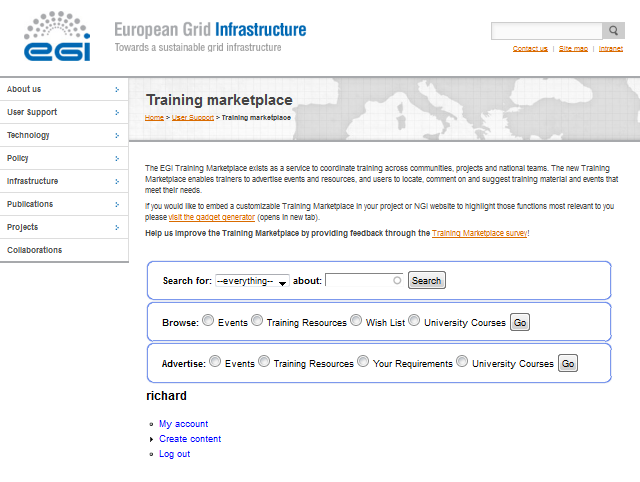 egi
European Grid Infrastructure
Towards a sustainable grid infrastructure
Contact us | Site map | Intranet
About us
User Support
Technology
Policy
Infrastructure
Publications
Projects
Collaborations
Training marketplace
Home > User Support > Training marketplace
The EGI Training Marketplace exists as a service to coordinate training across communities, projects and national teams. The new Training
Marketplace enables trainers to advertise events and resources, and users to locate, comment on and suggest training material and events that
meet their needs.
If you would like to embed a customizable Training Marketplace in your project or NGI website to highlight those functions most relevant to you
please visit the gadget generator (opens in new tab).
Help us improve the Training Marketplace by providing feedback through the Training Marketplace survey!
Search for: --everything-- about: Search
Browse: Events Training Resources Wish List University Courses Go
Advertise: Events Training Resources Your Requirements University Courses Go
richard
My account
Create content
Log out